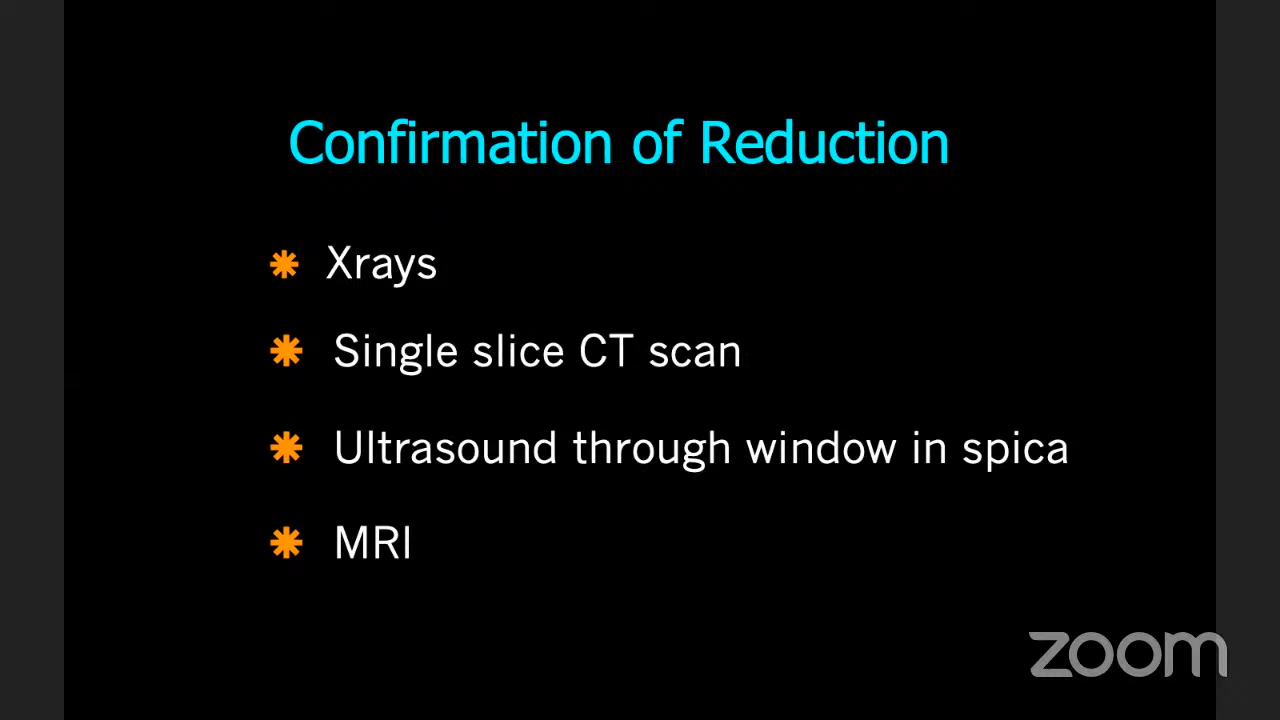 Confirmation of Reduction
Xrays
Single slice CT scan
Ultrasound through window in spica
MRI
zoom